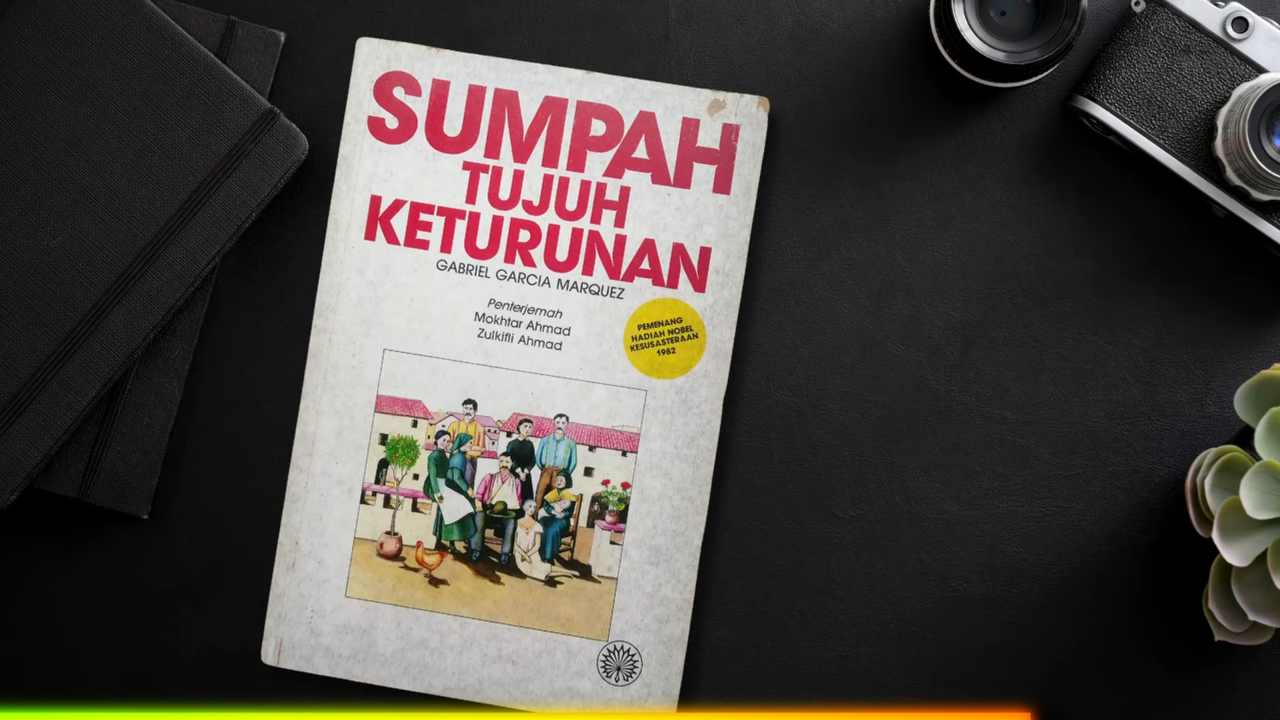 SUMPAH
TUJUH
KETURUNAN
GABRIEL GARCIA MARQUEZ
Penterjemah
Mokhtar Ahmad
Zulkifli Ahmad
PEMENANG
HADIAH NOBEL
KESUSASTERAAN
1982